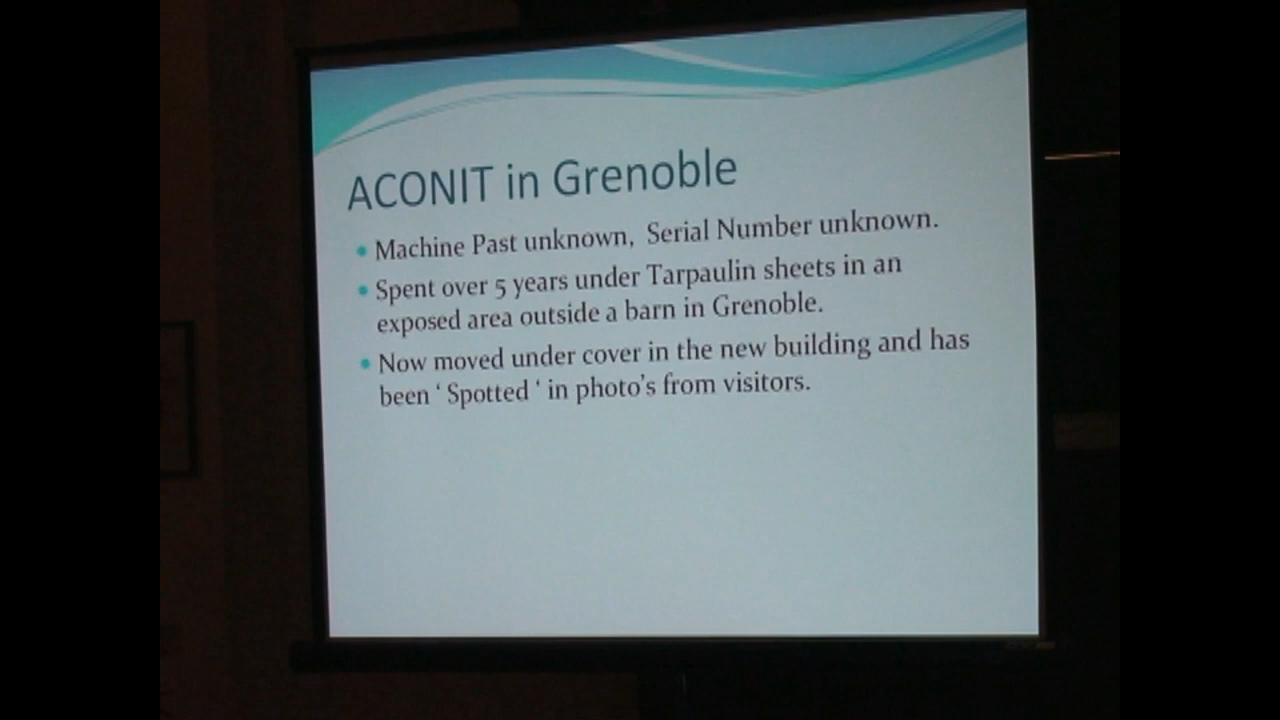 ACONIT in Grenoble
• Machine Past unknown, Serial Number unknown.
• Spent over 5 years under Tarpaulin sheets in an
exposed area outside a barn in Grenoble.
• Now moved under cover in the new building and has
been ‘ Spotted ‘ in photo’s from visitors.